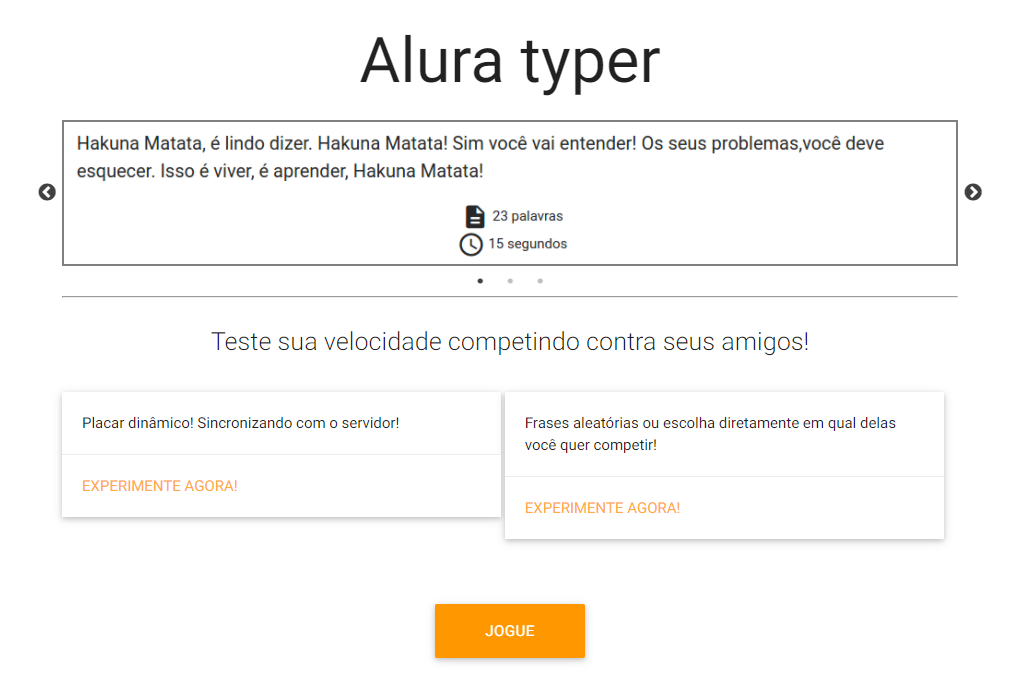 Alura typer
Hakuna Matata, é lindo dizer. Hakuna Matata! Sim você vai entender! Os seus problemas,você deve
esquecer. Isso é viver, é aprender, Hakuna Matata!
23 palavras
15 segundos
Teste sua velocidade competindo contra seus amigos!
Placar dinâmico! Sincronizando com o servidor!
EXPERIMENTE AGORA!
Frases aleatórias ou escolha diretamente em qual delas
você quer competir!
EXPERIMENTE AGORA!
JOGUE